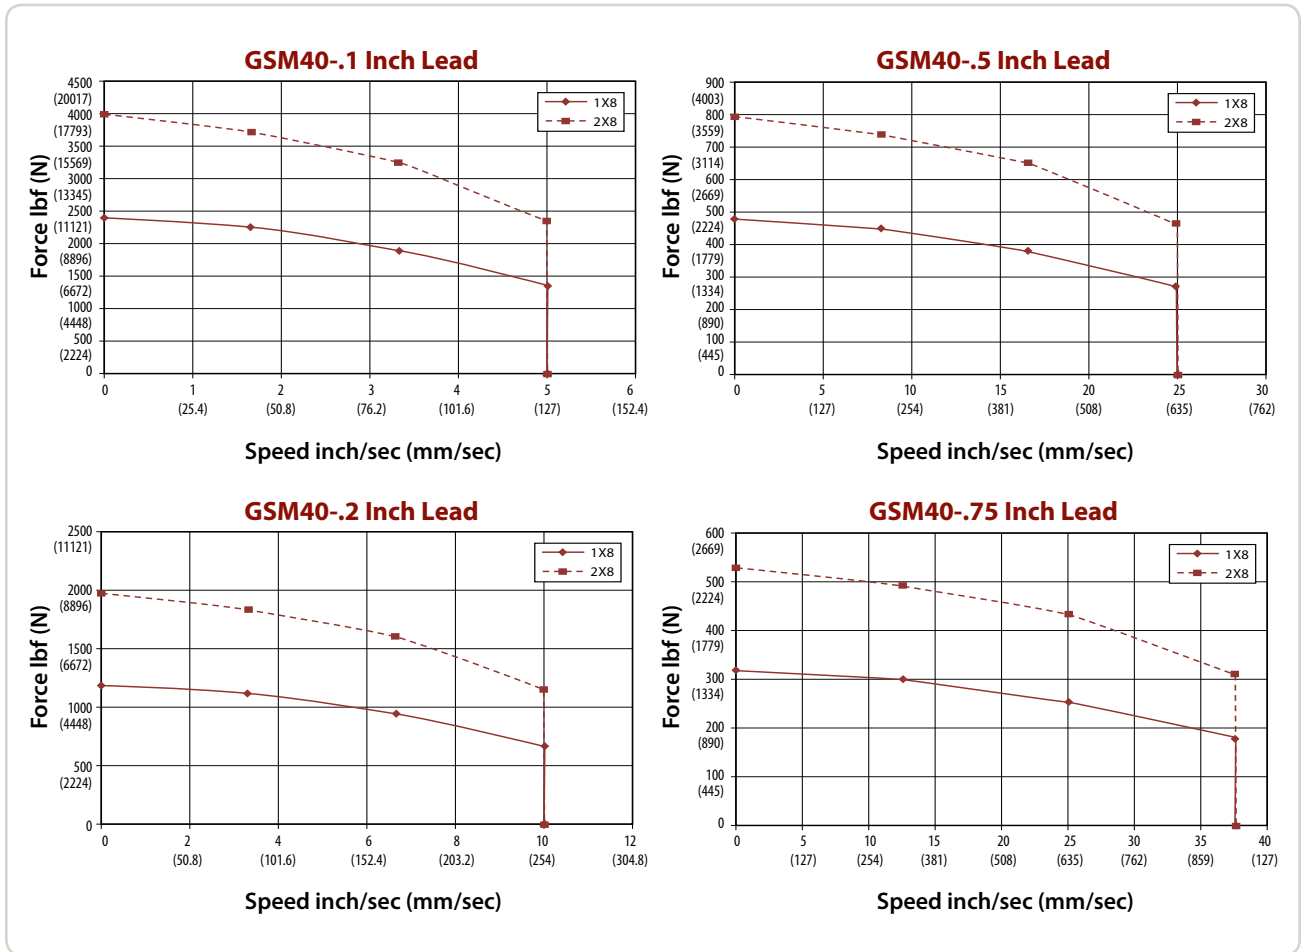 GSM40-.1 Inch Lead
4500
(20017)
4000
(17793)
3500
(15569)
3000
(13345)
2500
(11121)
2000
(8896)
1500
(6672)
1000
(4448)
500
(2224)
0
Force lbf (N)
1X8
2X8
0 1 2 3 4 5 6
(25.4) (50.8) (76.2) (101.6) (127) (152.4)
Speed inch/sec (mm/sec)
GSM40-.5 Inch Lead
900
(4003)
800
(3559)
700
(3114)
600
(2669)
500
(2224)
400
(1779)
300
(1334)
200
(890)
100
(445)
0
Force lbf (N)
1X8
2X8
0 5 10 15 20 25 30
(127) (254) (381) (508) (635) (762)
Speed inch/sec (mm/sec)
GSM40-.2 Inch Lead
2500
(11121)
2000
(8896)
1500
(6672)
1000
(4448)
500
(2224)
0
Force lbf (N)
1X8
2X8
0 2 4 6 8 10 12
(50.8) (101.6) (152.4) (203.2) (254) (304.8)
Speed inch/sec (mm/sec)
GSM40-.75 Inch Lead
600
(2669)
500
(2224)
400
(1779)
300
(1334)
200
(890)
100
(445)
0
Force lbf (N)
1X8
2X8
0 5 10 15 20 25 30 35 40
(127) (254) (381) (508) (635) (762) (859) (127)
Speed inch/sec (mm/sec)